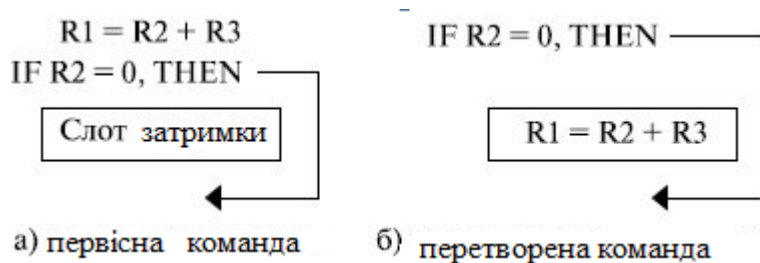 R1 = R2 + R3
IF R2 = 0, THEN
Слот затримки
а) первісна команда
IF R2 = 0, THEN
R1 = R2 + R3
б) перетворена команда